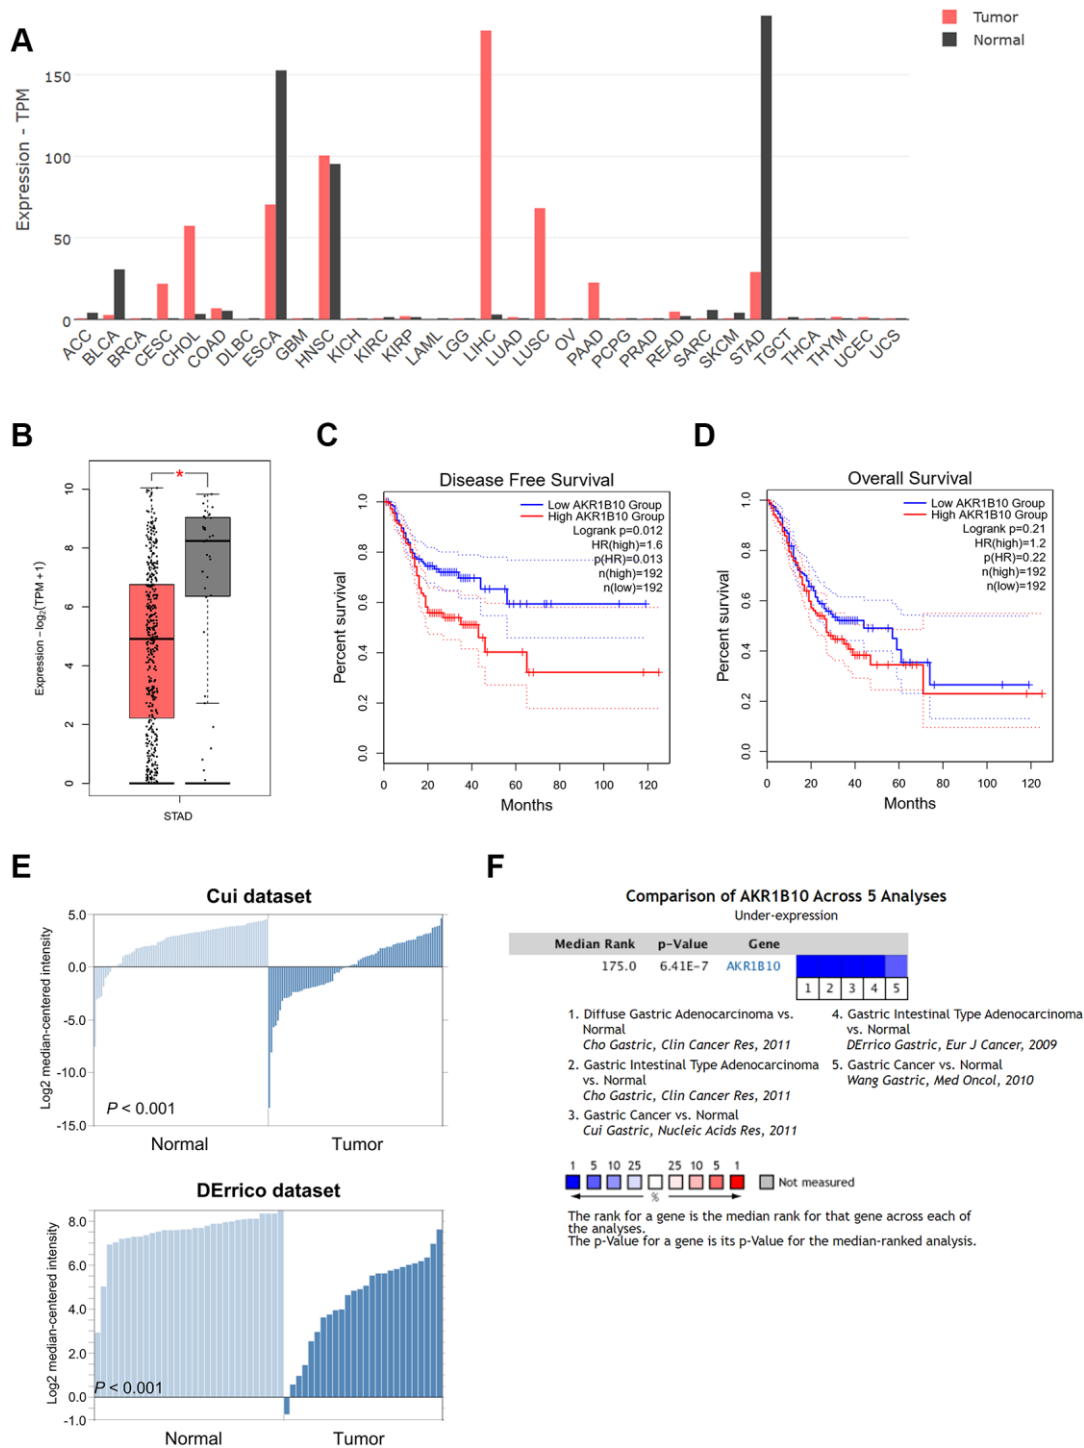 A
Tumor
Normal
Expression - TPM
150
100
50
0
ACC
BLCA
BRCA
CESC
CHOL
COAD
DLBC
ESCA
GBM
HNSC
KICH
KIRC
KIRP
LAML
LGG
LIHC
LUAD
LUSC
OV
PAAD
PCPG
PRAD
READ
SARC
SKCM
STAD
TGCT
THCA
THYM
UCEC
UCS
B
Expression – log2(TPM + 1)
10
8
6
4
2
0
*
STAD
C
Disease Free Survival
Low AKR1B10 Group
High AKR1B10 Group
Logrank p=0.012
HR(high)=1.6
p(HR)=0.013
n(high)=192
n(low)=192
Percent survival
1.0
0.8
0.6
0.4
0.2
0.0
0 20 40 60 80 100 120
Months
D
Overall Survival
Low AKR1B10 Group
High AKR1B10 Group
Logrank p=0.21
HR(high)=1.2
p(HR)=0.22
n(high)=192
n(low)=192
Percent survival
1.0
0.8
0.6
0.4
0.2
0.0
0 20 40 60 80 100 120
Months
E
Cui dataset
Log2 median-centered intensity
5.0
0.0
-5.0
-10.0
-15.0
P < 0.001
Normal Tumor
DErrico dataset
Log2 median-centered intensity
8.0
6.0
4.0
2.0
0.0
-1.0
P < 0.001
Normal Tumor
F
Comparison of AKR1B10 Across 5 Analyses
Under-expression
Median Rank p-Value Gene
175.0 6.41E-7 AKR1B10
1 2 3 4 5
1. Diffuse Gastric Adenocarcinoma vs.
Normal
Cho Gastric, Clin Cancer Res, 2011
2. Gastric Intestinal Type Adenocarcinoma
vs. Normal
Cho Gastric, Clin Cancer Res, 2011
3. Gastric Cancer vs. Normal
Cui Gastric, Nucleic Acids Res, 2011
4. Gastric Intestinal Type Adenocarcinoma
vs. Normal
DErrico Gastric, Eur J Cancer, 2009
5. Gastric Cancer vs. Normal
Wang Gastric, Med Oncol, 2010
1 5 10 25 25 10 5 1
%
Not measured
The rank for a gene is the median rank for that gene across each of
the analyses.
The p-Value for a gene is its p-Value for the median-ranked analysis.